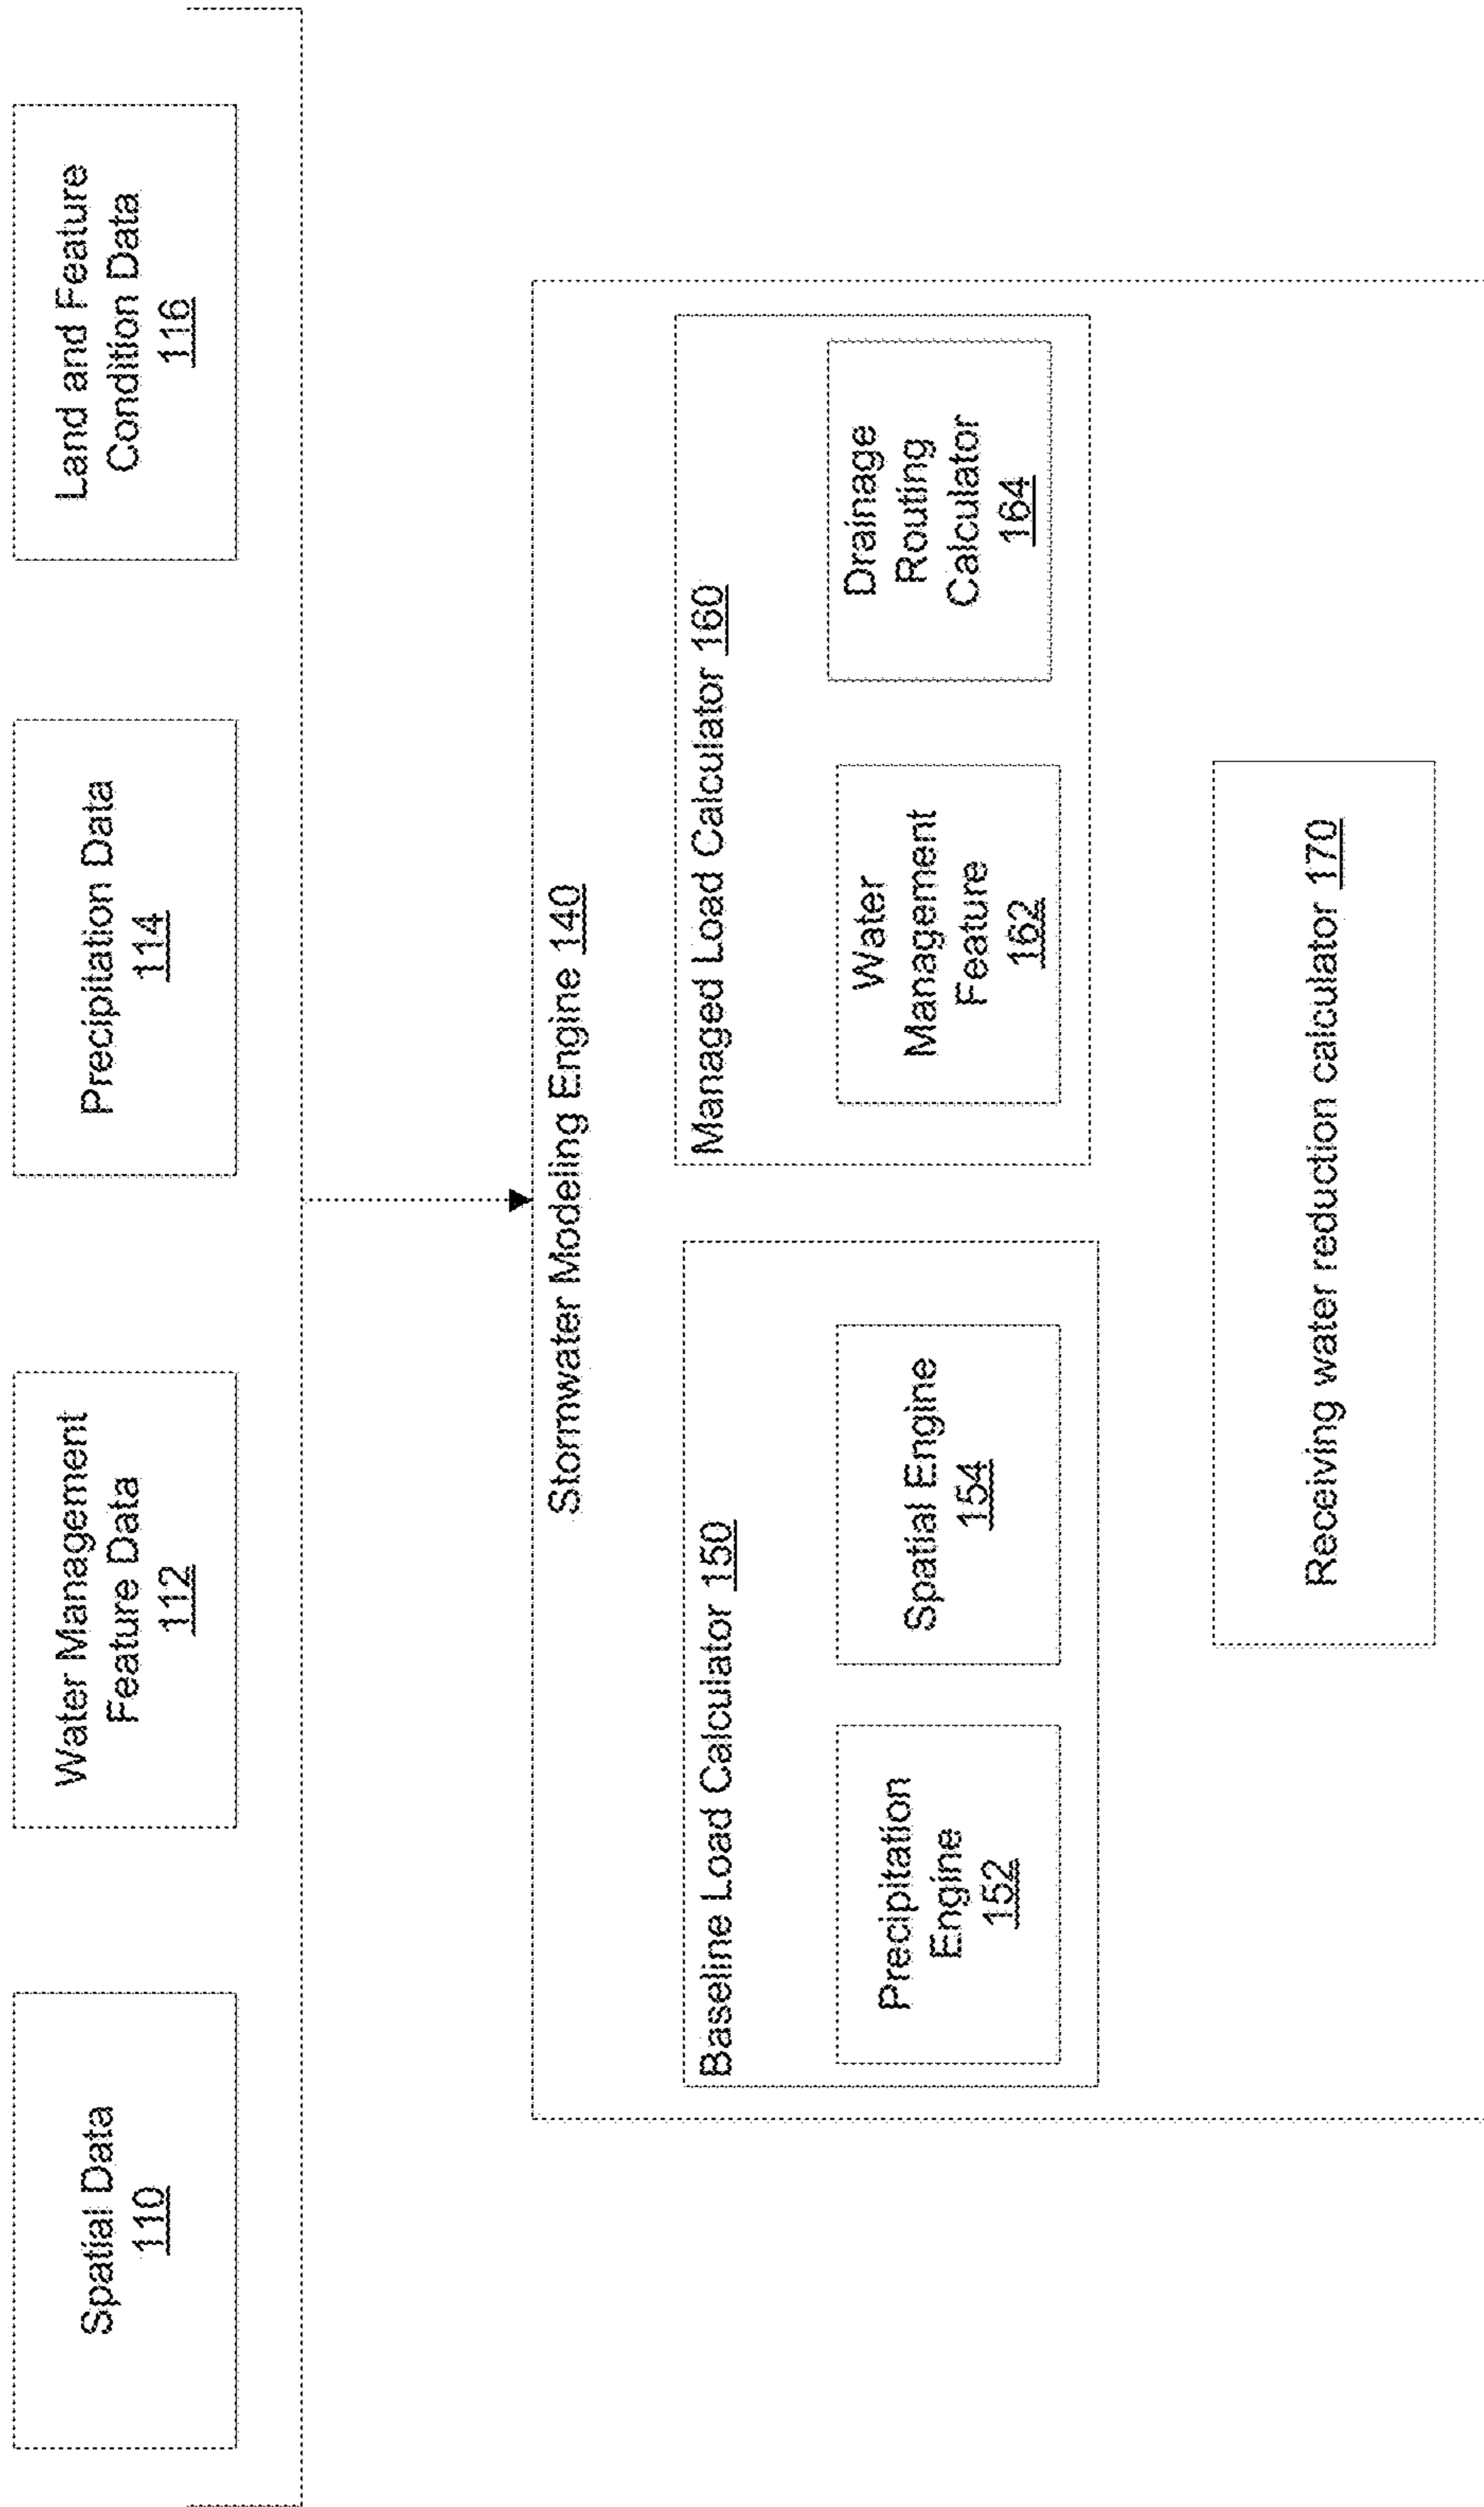 Spatial Data
110
Water Management
Feature Data
112
Precipitation Data
114
Land and Feature
Condition Data
116
Stormwater Modeling Engine 140
Baseline Load Calculator 150
Precipitation
Engine
152
Spatial Engine
154
Managed Load Calculator 160
Water
Management
Feature
162
Drainage
Routing
Calculator
164
Receiving water reduction calculator 170